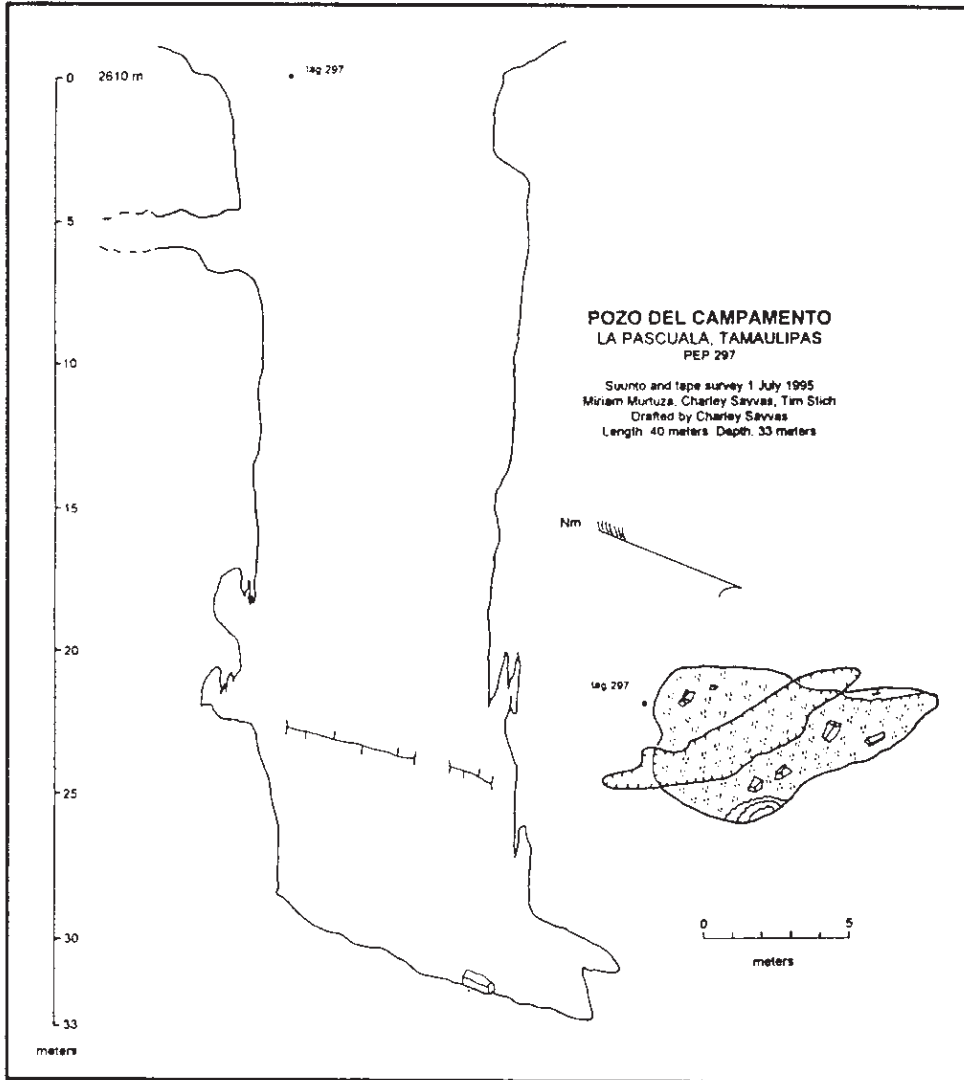 0
2610 m
tag 297
5
10
15
20
25
30
33
meters
POZO DEL CAMPAMENTO
LA PASCUALA, TAMAULIPAS
PEP 297
Suunto and tape survey 1 July 1995
Miriam Murtuza, Charley Savvas, Tim Stich
Drafted by Charley Savvas
Length 40 meters Depth. 33 meters
Nm
tag 297
0 5
meters